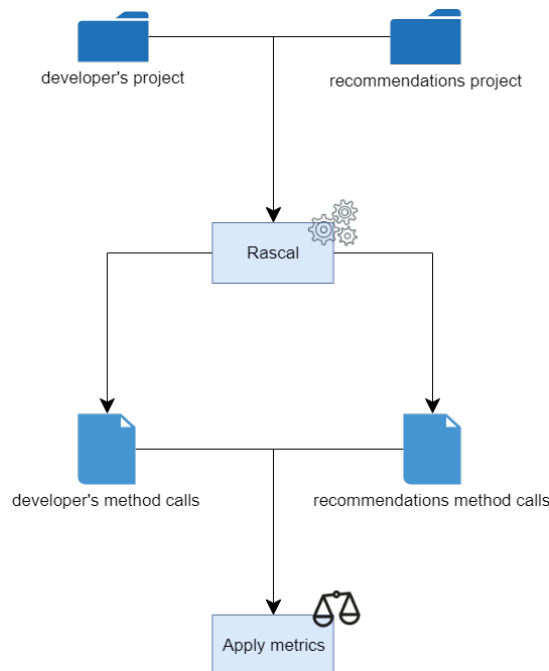 developer's project
recommendations project
Rascal
developer's method calls
recommendations method calls
Apply metrics